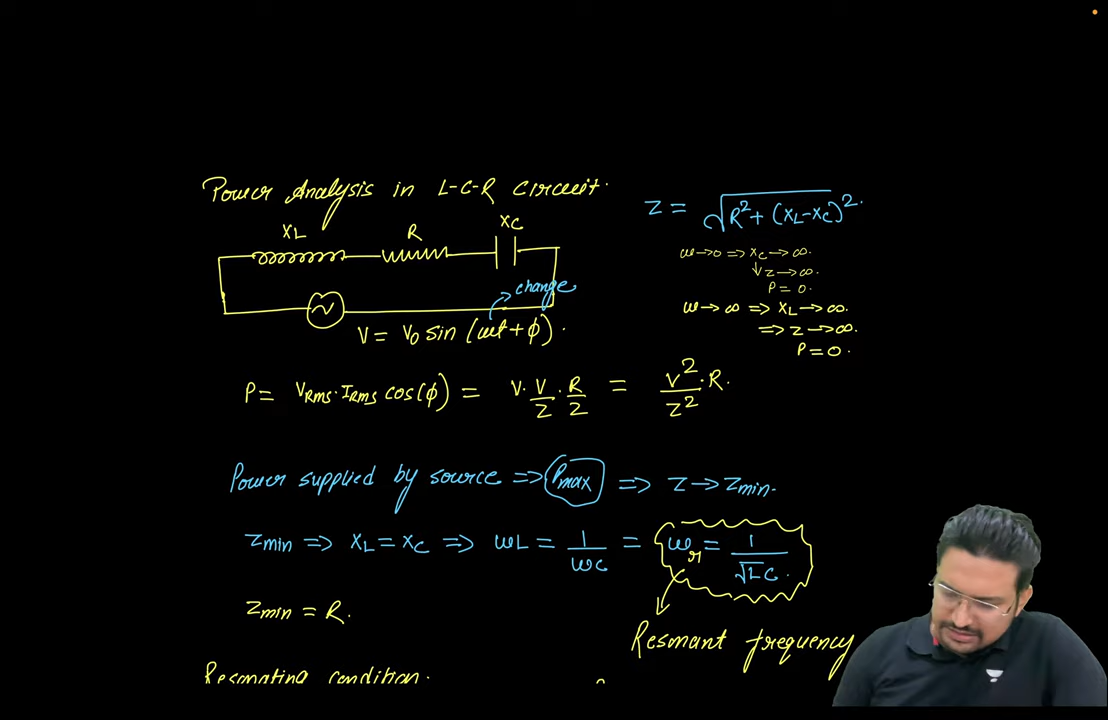 Power Analysis in L-C-R circuit.
XL
R
XC
change
V = V0 sin (ωt + ϕ).
Z = √R² + (XL - XC)².
ω→0 ⇒ XC → ∞.
↓ Z → ∞.
P = 0.
ω → ∞ ⇒ XL → ∞.
⇒ Z → ∞.
P = 0.
P = VRMS · IRMS cos(ϕ) = V · V/Z · R/Z = V²/Z² · R.
Power supplied by source ⇒ Pmax ⇒ Z → Zmin.
Zmin ⇒ XL = XC ⇒ ωL = 1/ωC = ωr = 1/√LC.
Zmin = R.
Resonant frequency
Resonating condition.